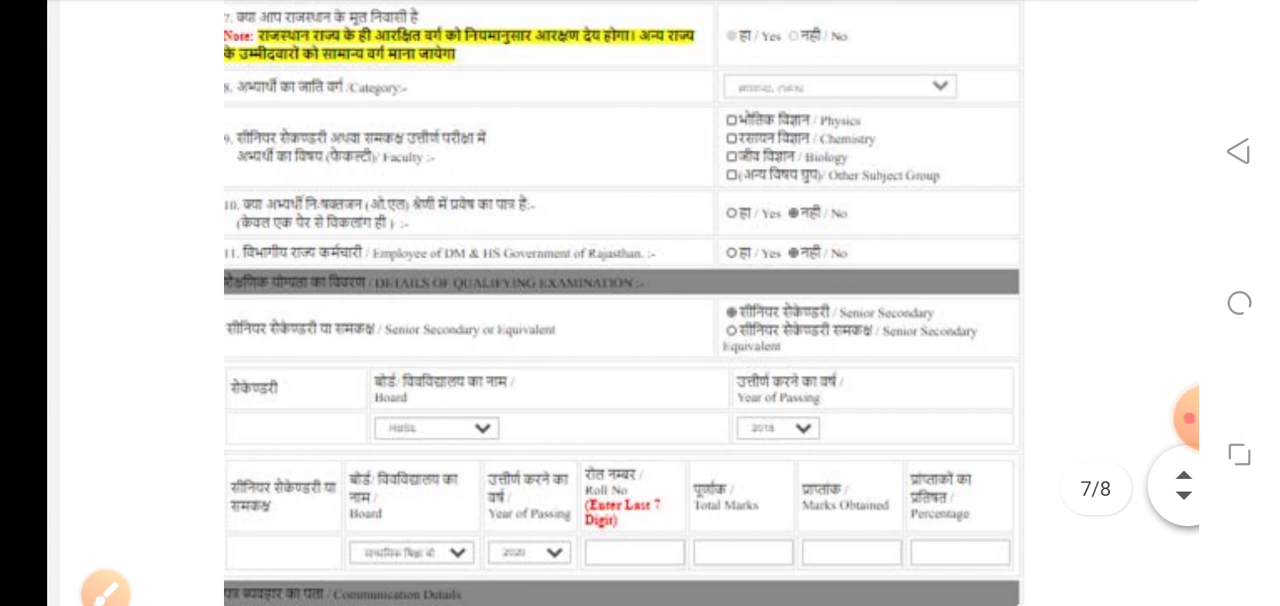 7. क्या आप राजस्थान के मूल निवासी है
Note: राजस्थान राज्य के ही आरक्षित वर्ग को नियमानुसार आरक्षण देय होगा। अन्य राज्य
के उम्मीदवारों को सामान्य वर्ग माना जायेगा
हा / Yes नही / No
8. अभ्यार्थी का जाति वर्ग /Category:-
9. सीनियर सेकण्डरी अथवा समकक्ष उत्तीर्ण परीक्षा में
अभ्यर्थी का विषय (फेकल्टी)/ Faculty :-
भौतिक विज्ञान / Physics
रसायन विज्ञान / Chemistry
जीव विज्ञान / Biology
(अन्य विषय ग्रुप)/ Other Subject Group
10. क्या अभ्यर्थी निःषक्तजन (ओ.एल) श्रेणी में प्रवेष का पात्र है:-
(केवल एक पैर से विकलांग ही ) :-
हा / Yes नही / No
11. विभागीय राज्य कर्मचारी / Employee of DM & HS Government of Rajasthan. :-
हा / Yes नही / No
शैक्षणिक योग्यता का विवरण / DETAILS OF QUALIFYING EXAMINATION :-
सीनियर सेकेण्डरी या समकक्ष / Senior Secondary or Equivalent
सीनियर सेकेण्डरी / Senior Secondary
सीनियर सेकेण्डरी समकक्ष / Senior Secondary
Equivalent
सेकेण्डरी
बोर्ड/ विवविद्यालय का नाम /
Board
उत्तीर्ण करने का वर्ष /
Year of Passing
2018
सीनियर सेकेण्डरी या
समकक्ष
बोर्ड/ विवविद्यालय का
नाम /
Board
उत्तीर्ण करने का
वर्ष /
Year of Passing
रोल नम्बर /
Roll No
(Enter Last 7
Digit)
पूर्णांक /
Total Marks
प्राप्तांक /
Marks Obtained
प्रांप्ताकों का
प्रतिषत /
Percentage
2020
पत्र व्यवहार का पता / Communication Details
7/8